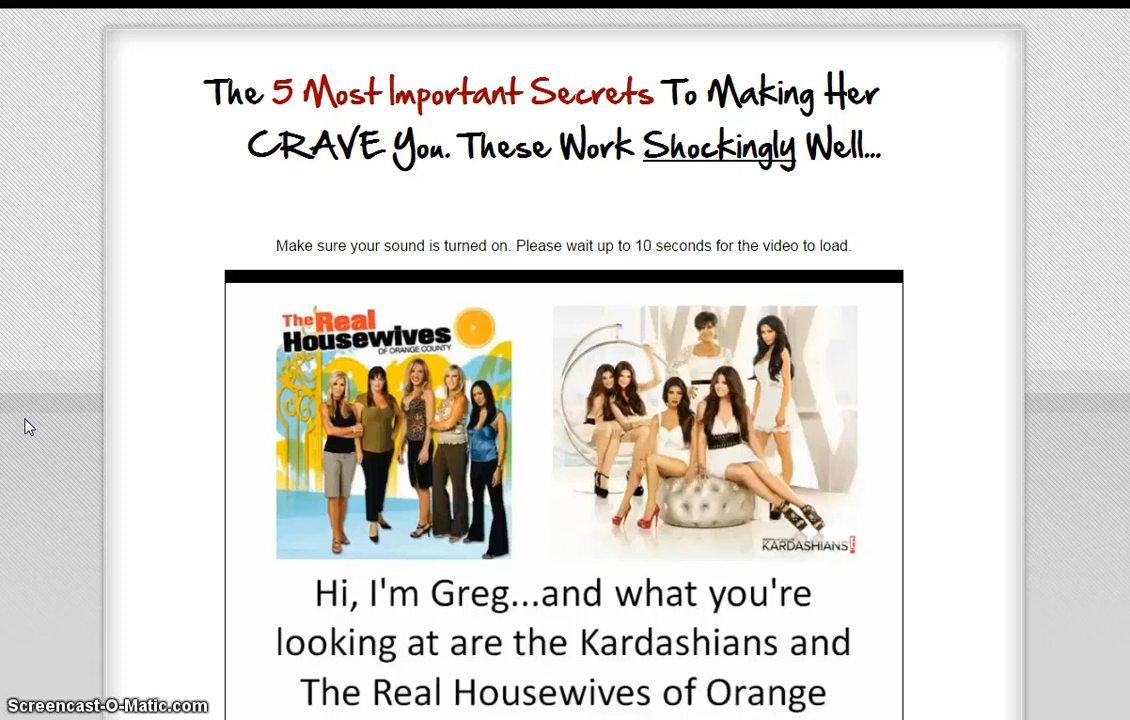 The 5 Most Important Secrets To Making Her
CRAVE You. These Work Shockingly Well...
Make sure your sound is turned on. Please wait up to 10 seconds for the video to load.
The Real
Housewives
OF ORANGE COUNTY
KARDASHIANS E
Hi, I'm Greg...and what you're
looking at are the Kardashians and
The Real Housewives of Orange
Screencast-O-Matic.com